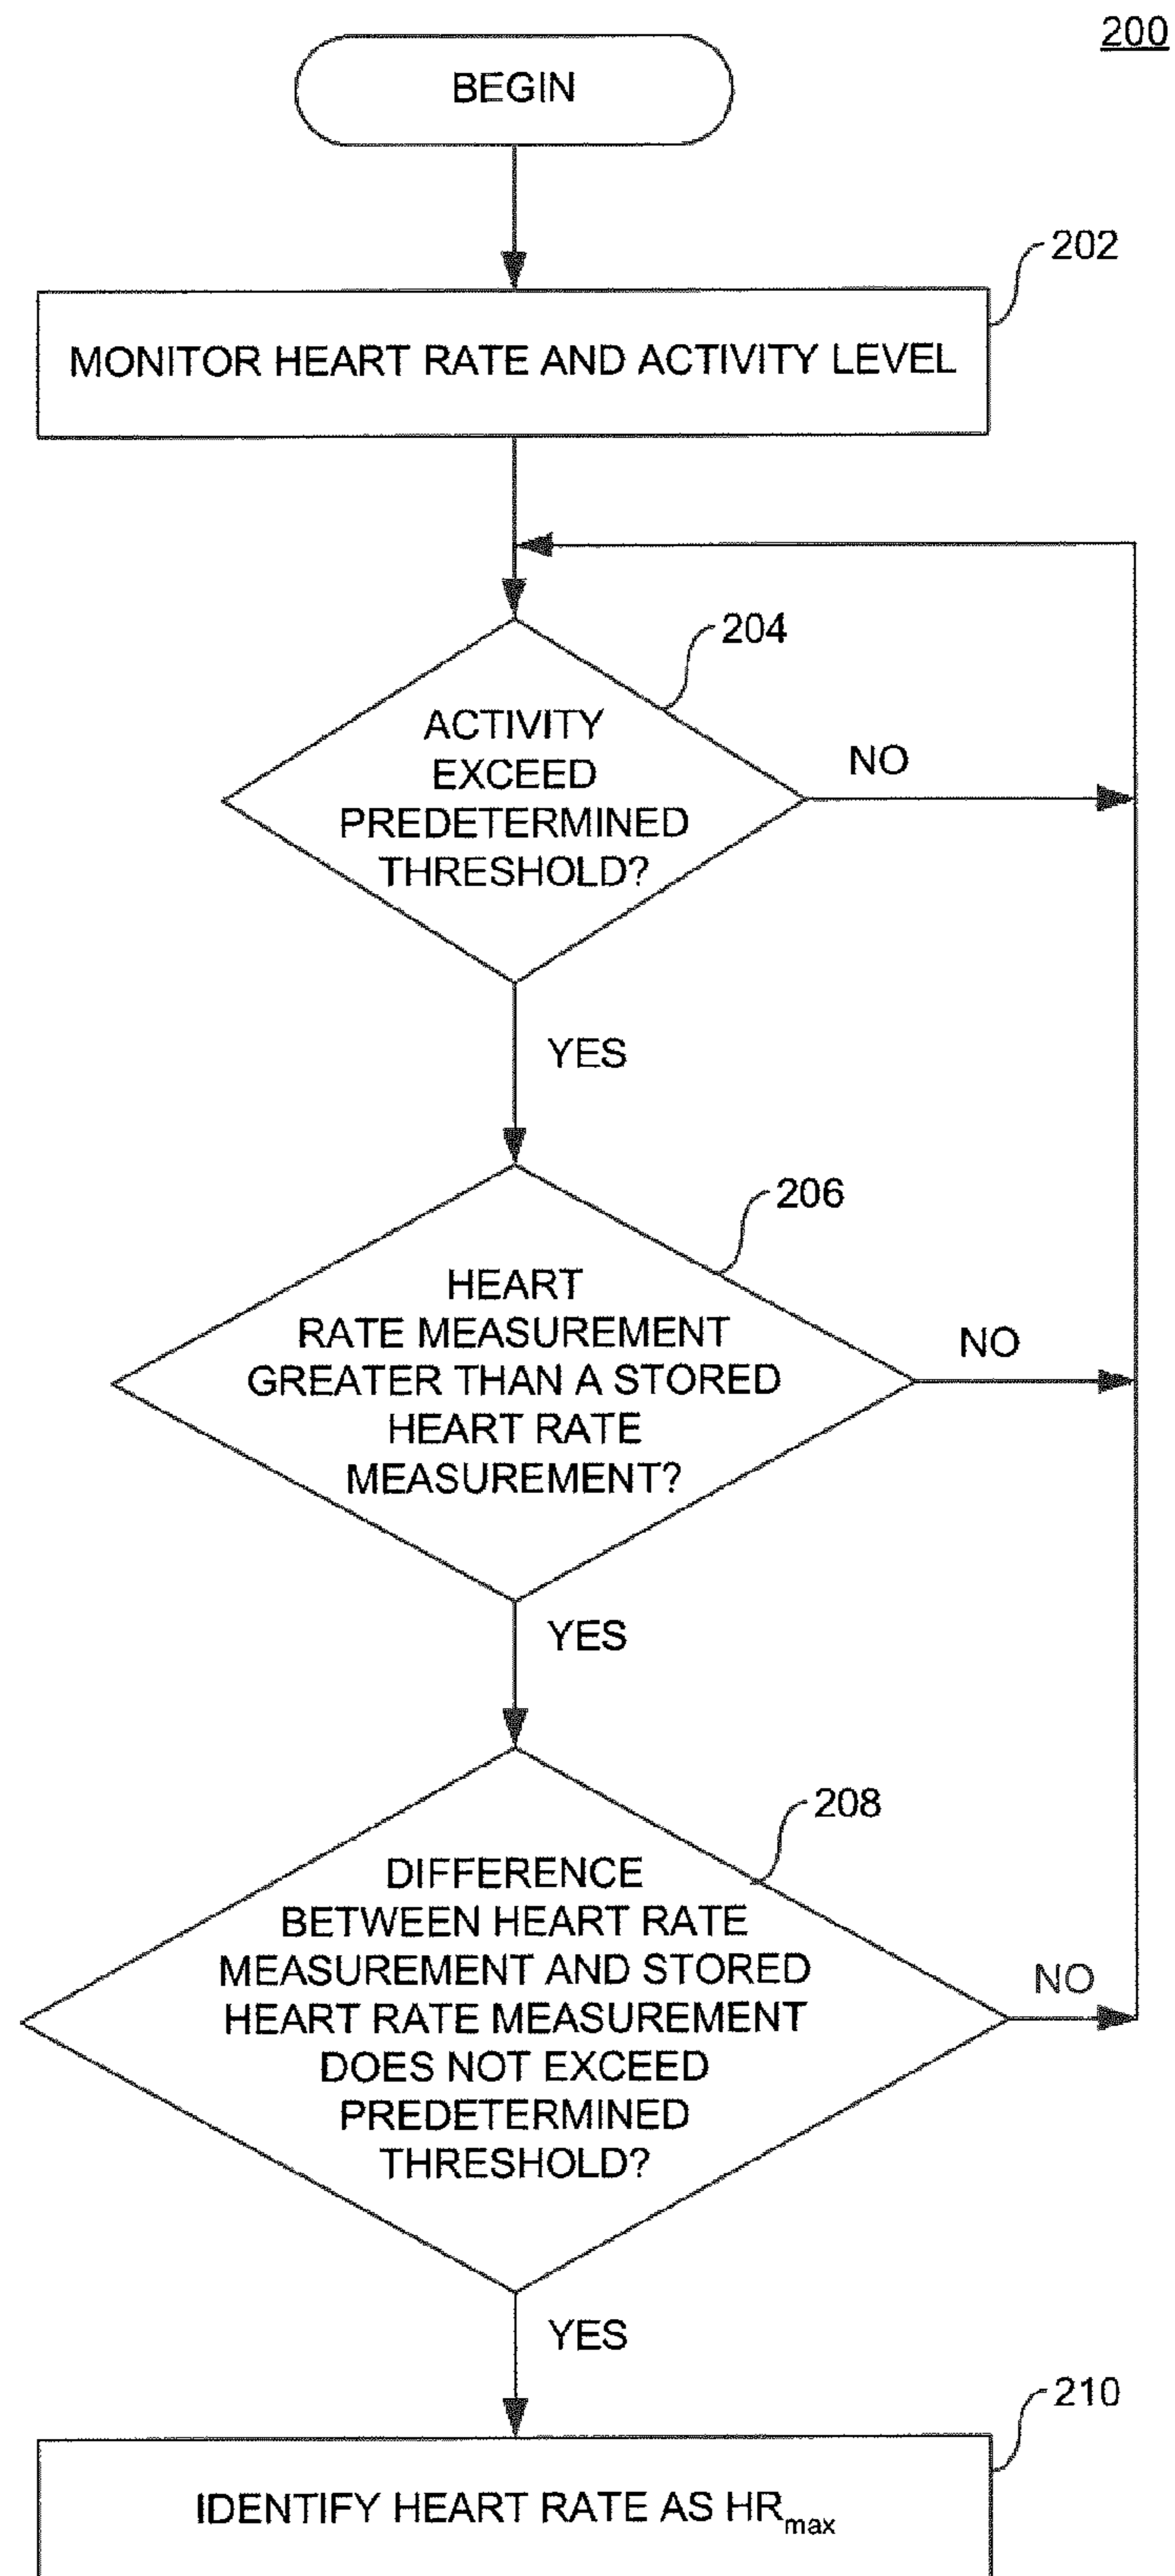 200
BEGIN
202
MONITOR HEART RATE AND ACTIVITY LEVEL
204
ACTIVITY
EXCEED
PREDETERMINED
THRESHOLD?
NO
YES
206
HEART
RATE MEASUREMENT
GREATER THAN A STORED
HEART RATE
MEASUREMENT?
NO
YES
208
DIFFERENCE
BETWEEN HEART RATE
MEASUREMENT AND STORED
HEART RATE MEASUREMENT
DOES NOT EXCEED
PREDETERMINED
THRESHOLD?
NO
YES
210
IDENTIFY HEART RATE AS HRmax